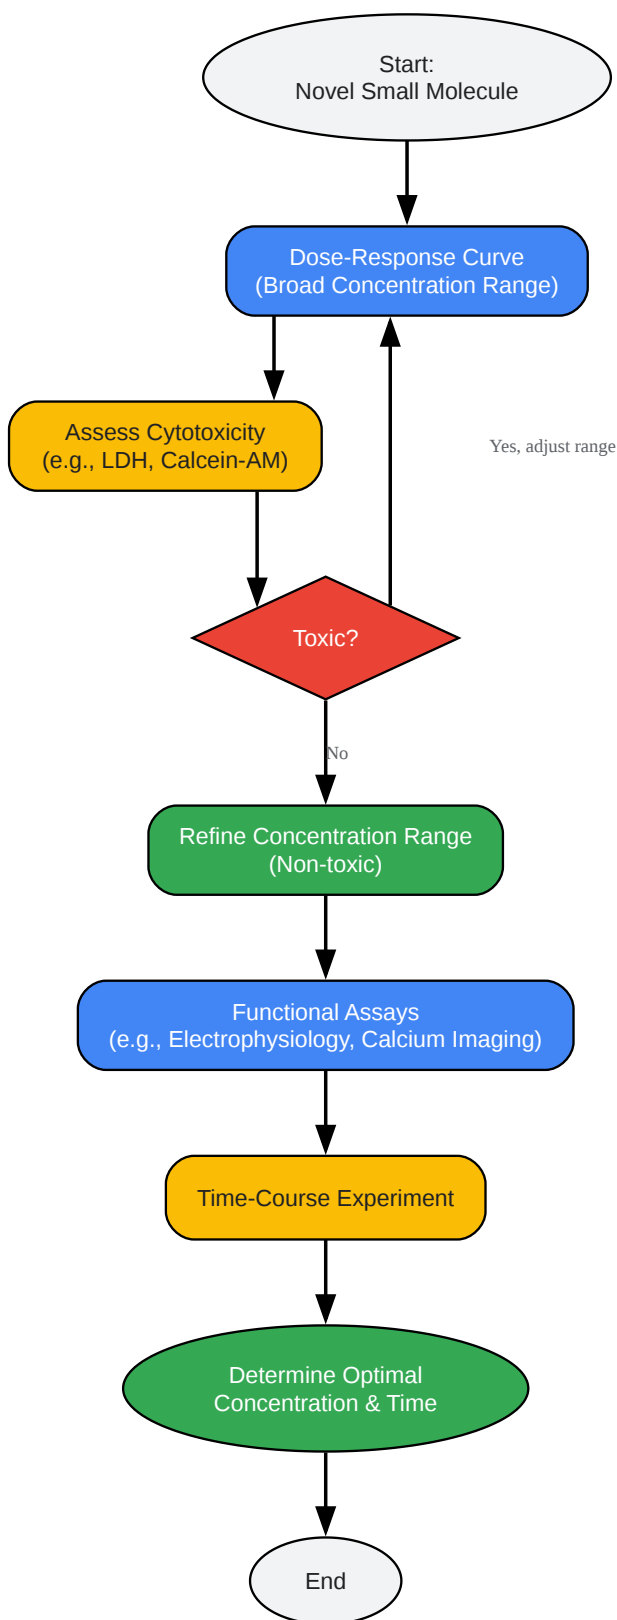 Start:
Novel Small Molecule
Dose-Response Curve
(Broad Concentration Range)
Assess Cytotoxicity
(e.g., LDH, Calcein-AM)
Yes, adjust range
Toxic?
No
Refine Concentration Range
(Non-toxic)
Functional Assays
(e.g., Electrophysiology, Calcium Imaging)
Time-Course Experiment
Determine Optimal
Concentration & Time
End